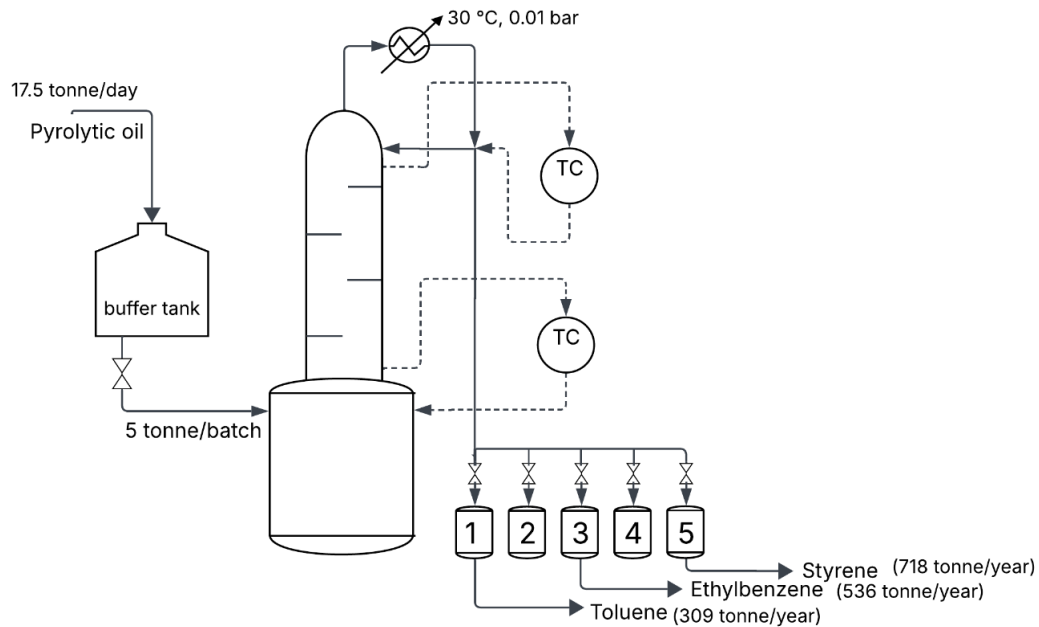 30 °C, 0.01 bar
17.5 tonne/day
Pyrolytic oil
TC
buffer tank
TC
5 tonne/batch
1 2 3 4 5
Styrene (718 tonne/year)
Ethylbenzene (536 tonne/year)
Toluene (309 tonne/year)